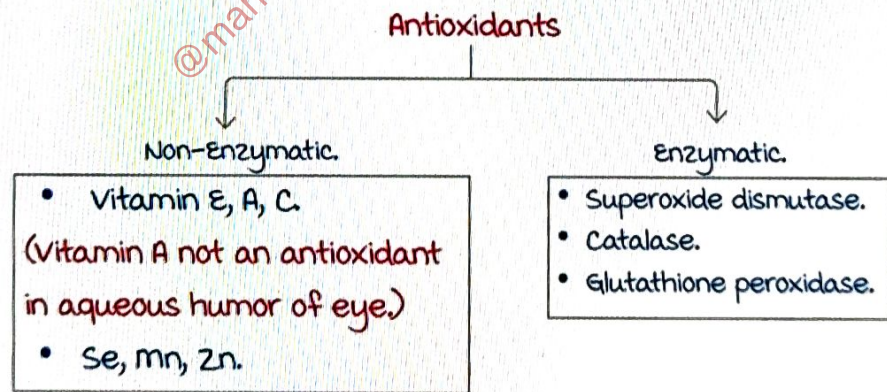 Antioxidants
Non-Enzymatic.
• Vitamin E, A, C.
(Vitamin A not an antioxidant
in aqueous humor of eye.)
• Se, Mn, Zn.
Enzymatic.
• Superoxide dismutase.
• Catalase.
• Glutathione peroxidase.